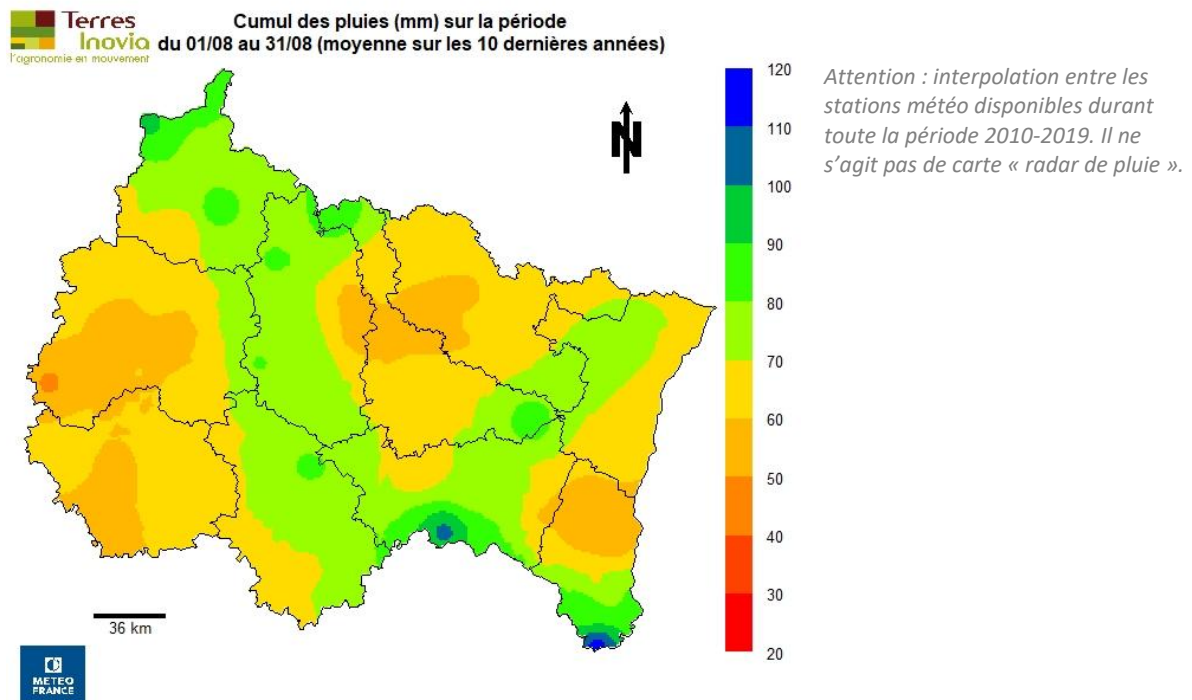 Terres
Inovia
l'agronomie en mouvement
Cumul des pluies (mm) sur la période
du 01/08 au 31/08 (moyenne sur les 10 dernières années)
Attention : interpolation entre les
stations météo disponibles durant
toute la période 2010-2019. Il ne
s'agit pas de carte « radar de pluie ».
N
120
110
100
90
80
70
60
50
40
30
20
36 km
METEO
FRANCE